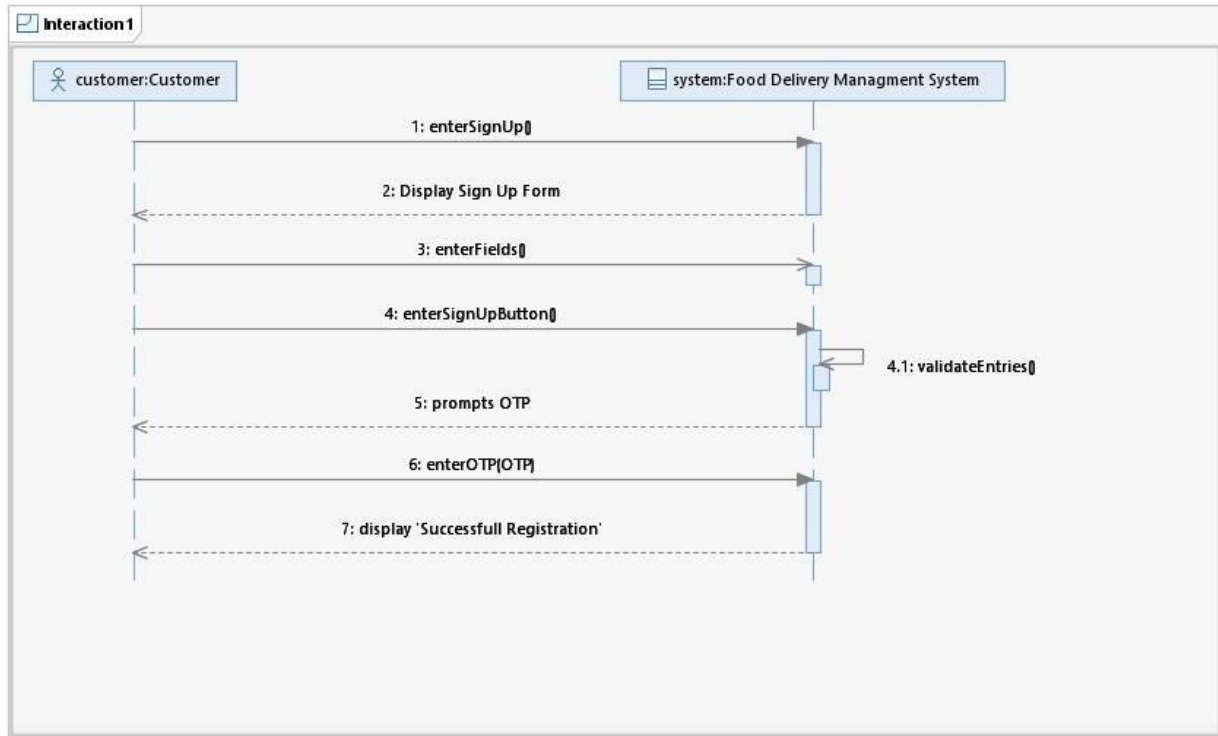 Interaction1
customer:Customer
system:Food Delivery Managment System
1: enterSignUp()
2: Display Sign Up Form
3: enterFields()
4: enterSignUpButton()
4.1: validateEntries()
5: prompts OTP
6: enterOTP(OTP)
7: display 'Successfull Registration'